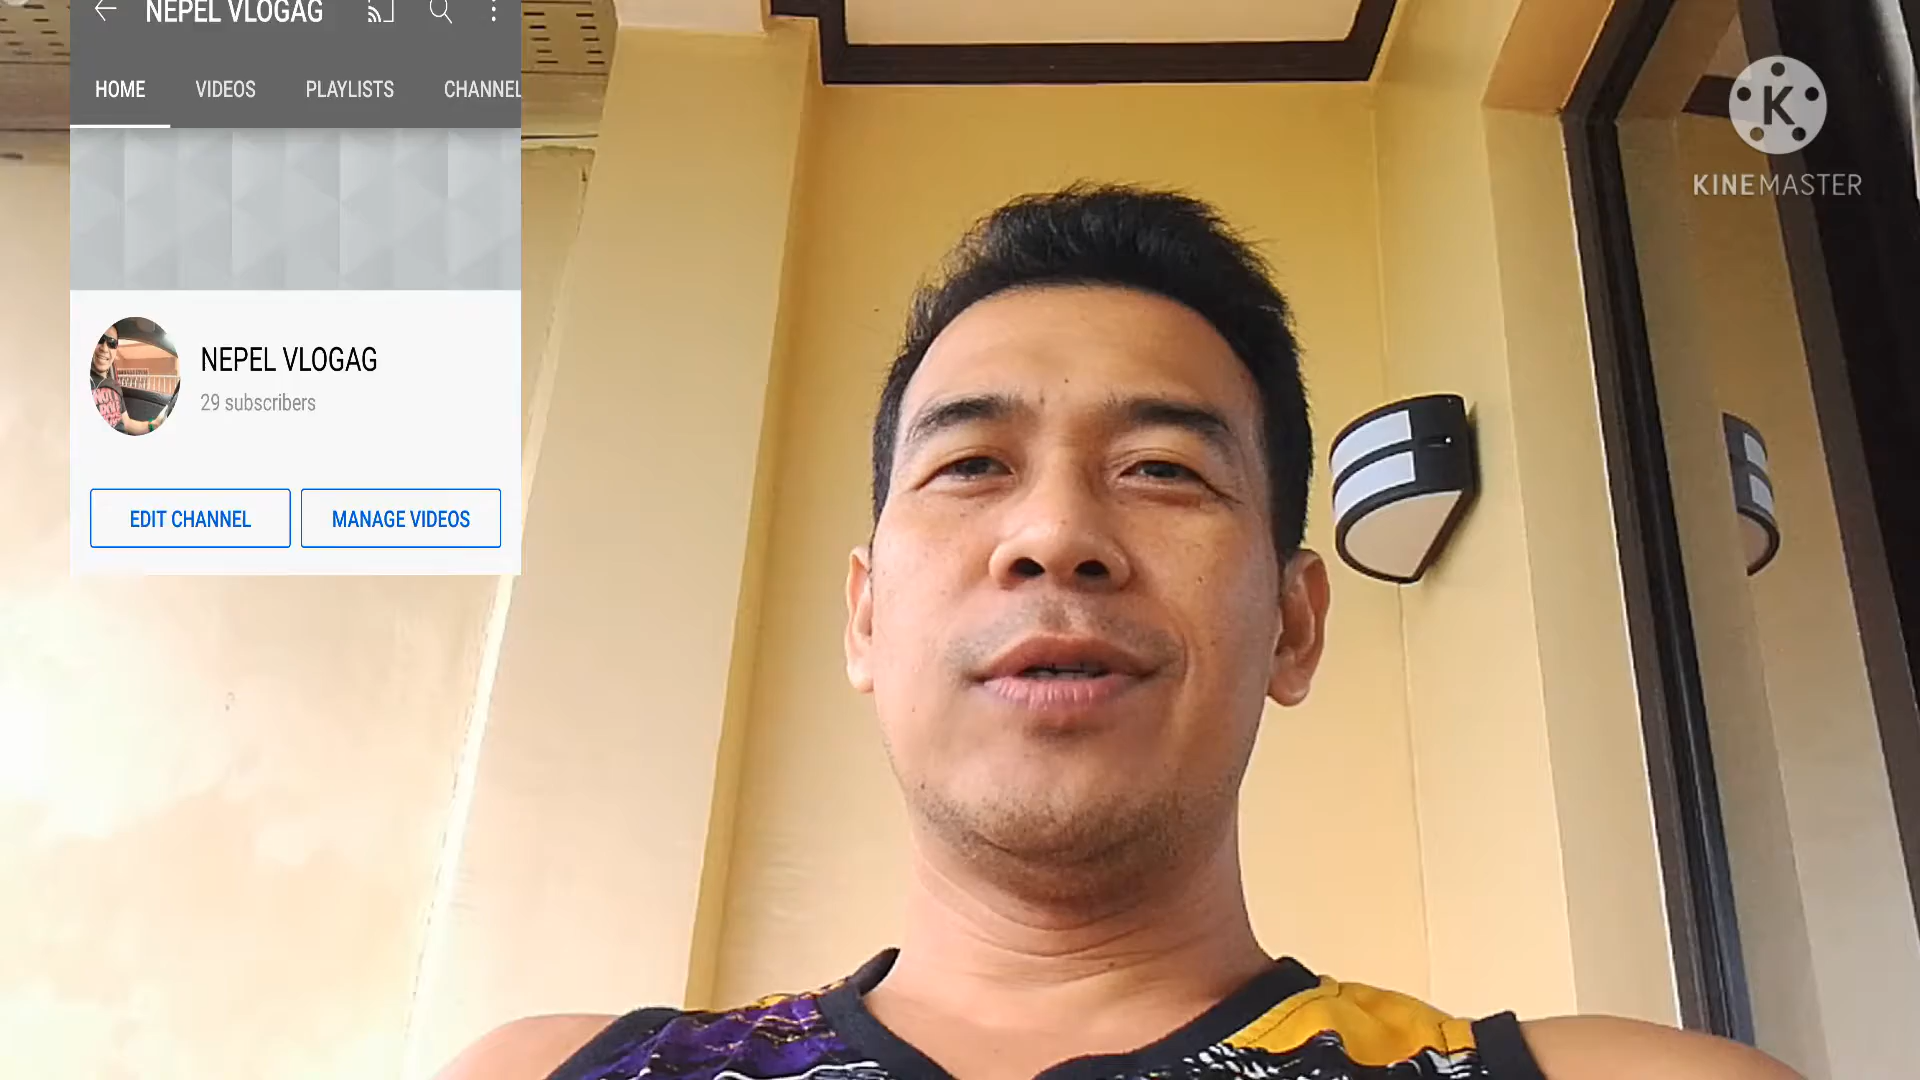 NEPEL VLOGAG
HOME VIDEOS PLAYLISTS CHANNEL
NEPEL VLOGAG
29 subscribers
EDIT CHANNEL MANAGE VIDEOS
K
KINEMASTER